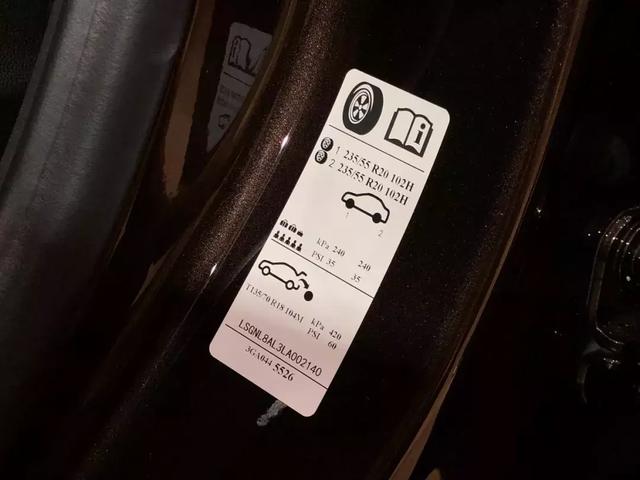 1 235/55 R20 102H
2 235/55 R20 102H
1 2
kPa 240 240
PSI 35 35
T135/70 R18 104M kPa 420
PSI 60
LSGNL8AL3LA002140
3GA044 5526